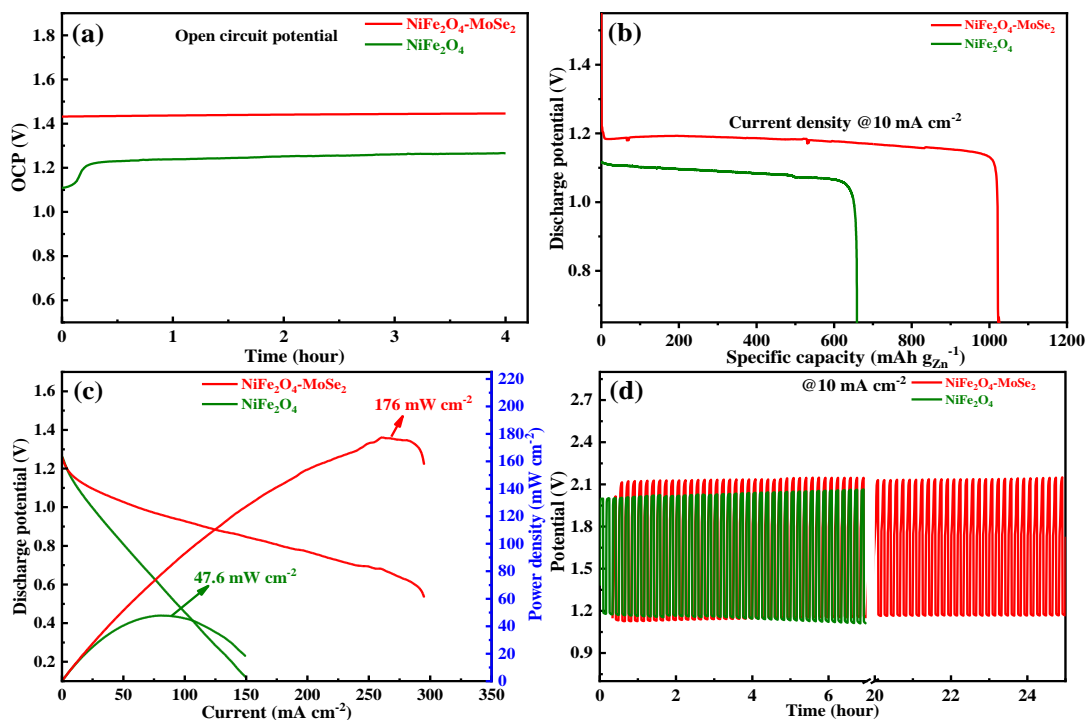 (a)
Open circuit potential
NiFe₂O₄-MoSe₂
NiFe₂O₄
OCP (V)
1.8
1.6
1.4
1.2
1.0
0.8
0.6
0 1 2 3 4
Time (hour)
(b)
NiFe₂O₄-MoSe₂
NiFe₂O₄
Current density @10 mA cm⁻²
Discharge potential (V)
1.4
1.2
1.0
0.8
0 200 400 600 800 1000 1200
Specific capacity (mAh gZn⁻¹)
(c)
NiFe₂O₄-MoSe₂
NiFe₂O₄
176 mW cm⁻²
47.6 mW cm⁻²
Discharge potential (V)
1.6
1.4
1.2
1.0
0.8
0.6
0.4
0.2
Power density (mW cm⁻²)
220
200
180
160
140
120
100
80
60
40
20
0
0 50 100 150 200 250 300 350
Current (mA cm⁻²)
(d)
@10 mA cm⁻²
NiFe₂O₄-MoSe₂
NiFe₂O₄
Potential (V)
2.7
2.4
2.1
1.8
1.5
1.2
0.9
0 2 4 6 20 22 24
Time (hour)